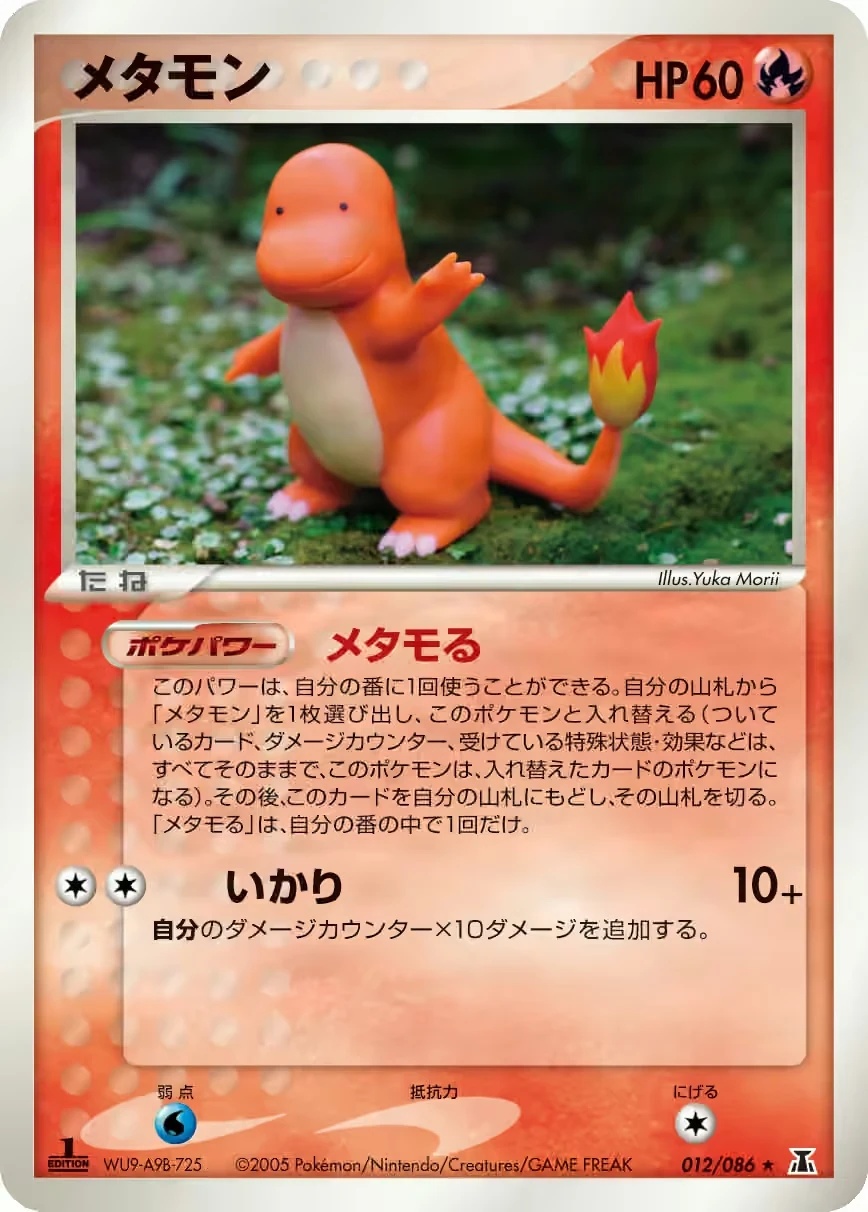 メタモン
HP60
たね
Illus.Yuka Morii
ポケパワー メタモる
このパワーは、自分の番に1回使うことができる。自分の山札から
「メタモン」を1枚選び出し、このポケモンと入れ替える(ついて
いるカード、ダメージカウンター、受けている特殊状態・効果などは、
すべてそのままで、このポケモンは、入れ替えたカードのポケモンに
なる)。その後、このカードを自分の山札にもどし、その山札を切る。
「メタモる」は、自分の番の中で1回だけ。
いかり 10+
自分のダメージカウンター×10ダメージを追加する。
弱点 抵抗力 にげる
1 EDITION WU9-A9B-725 ©2005 Pokémon/Nintendo/Creatures/GAME FREAK 012/086 ★